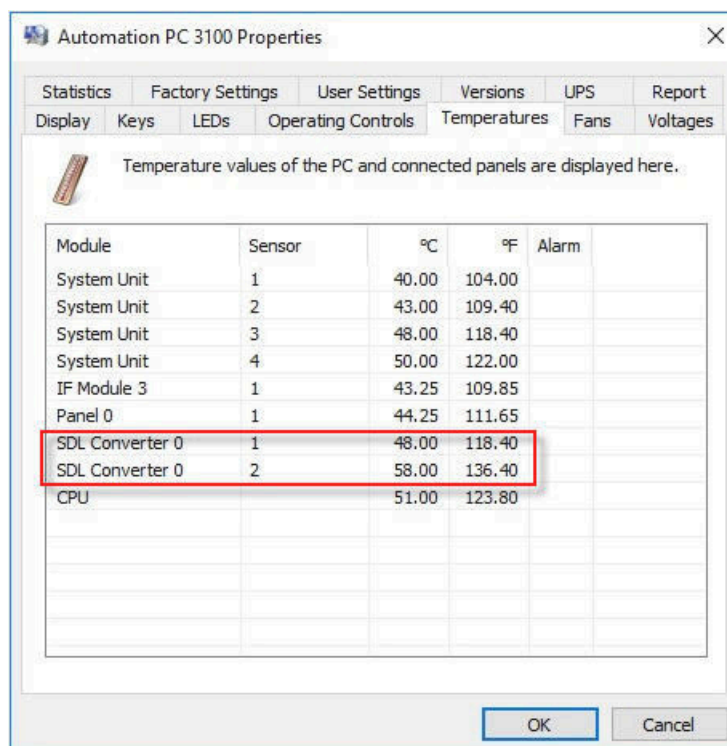 Automation PC 3100 Properties
Statistics Factory Settings User Settings Versions UPS Report
Display Keys LEDs Operating Controls Temperatures Fans Voltages
Temperature values of the PC and connected panels are displayed here.
Module Sensor ºC ºF Alarm
System Unit 1 40.00 104.00
System Unit 2 43.00 109.40
System Unit 3 48.00 118.40
System Unit 4 50.00 122.00
IF Module 3 1 43.25 109.85
Panel 0 1 44.25 111.65
SDL Converter 0 1 48.00 118.40
SDL Converter 0 2 58.00 136.40
CPU 51.00 123.80
OK Cancel